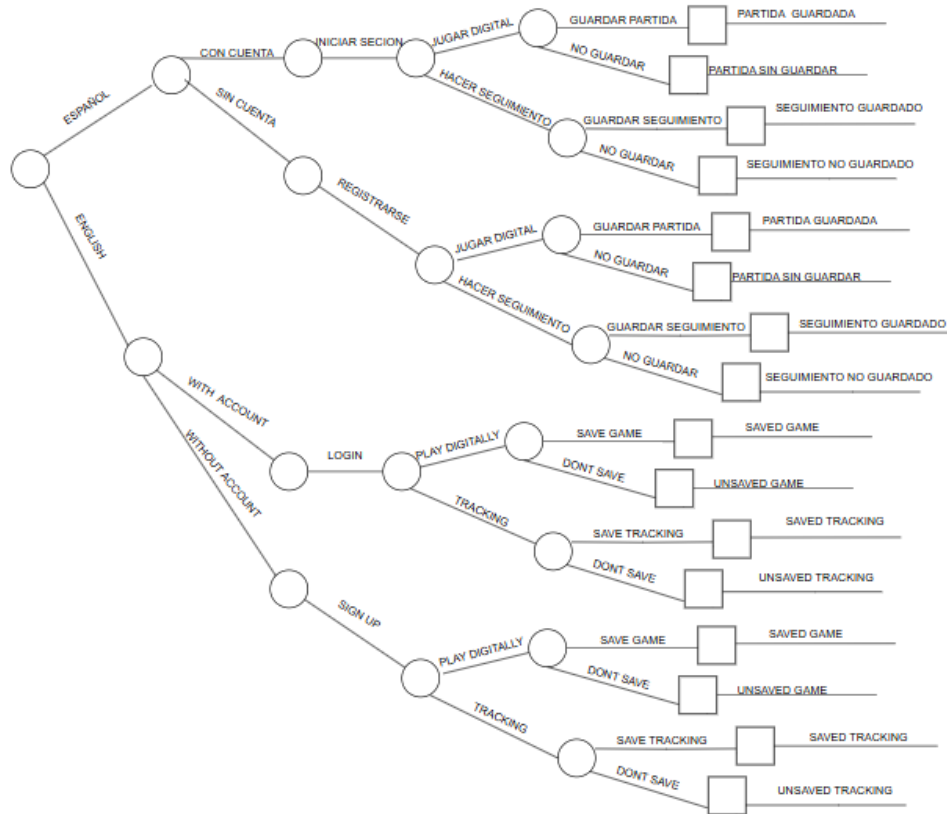 ESPAÑOL
CON CUENTA
INICIAR SECION
JUGAR DIGITAL
GUARDAR PARTIDA
PARTIDA GUARDADA
NO GUARDAR
PARTIDA SIN GUARDAR
HACER SEGUIMIENTO
GUARDAR SEGUIMIENTO
SEGUIMIENTO GUARDADO
NO GUARDAR
SEGUIMIENTO NO GUARDADO
SIN CUENTA
REGISTRARSE
JUGAR DIGITAL
GUARDAR PARTIDA
PARTIDA GUARDADA
NO GUARDAR
PARTIDA SIN GUARDAR
HACER SEGUIMIENTO
GUARDAR SEGUIMIENTO
SEGUIMIENTO GUARDADO
NO GUARDAR
SEGUIMIENTO NO GUARDADO
ENGLISH
WITH ACCOUNT
LOGIN
PLAY DIGITALLY
SAVE GAME
SAVED GAME
DONT SAVE
UNSAVED GAME
TRACKING
SAVE TRACKING
SAVED TRACKING
DONT SAVE
UNSAVED TRACKING
WITHOUT ACCOUNT
SIGN UP
PLAY DIGITALLY
SAVE GAME
SAVED GAME
DONT SAVE
UNSAVED GAME
TRACKING
SAVE TRACKING
SAVED TRACKING
DONT SAVE
UNSAVED TRACKING